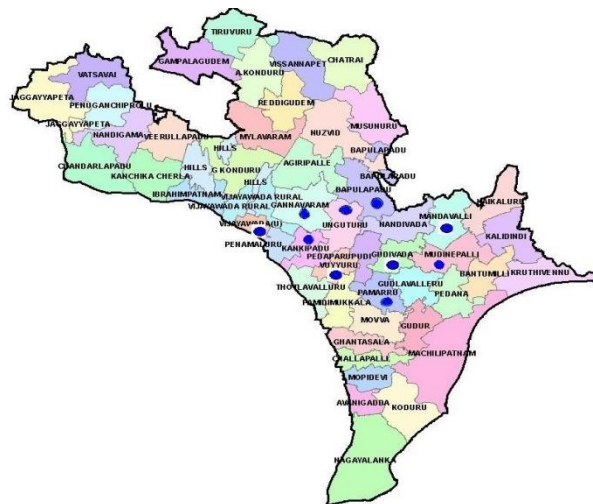 TIRUVURU
GAMPALAGUDEM
A.KONDURU
VISSANNAPET
CHATRAI
VATSAVAI
JAGGAYYAPETA
PENUGANCHIPROLU
REDDIGUDEM
JAGGAYYAPETA
NANDIGAMA
VEERULLAPADU
MYLAVARAM
NUZVID
MUSUNURU
HILLS
BAPULAPADU
CHANDARLAPADU
AGIRIPALLE
KANCHIKA CHERLA
HILLS
G KONDURU
HILLS
BAPULAPADU
IBRAHIMPATNAM
VIJAYAWADA RURAL
VIJAYAWADA RURAL
GANNAVARAM
MANDAVALLI
KAIKALURU
VIJAYAWADA(U)
UNGUTURU
NANDIVADA
PENAMALURU
KANKIPADU
KALIDINDI
PEDAPARUPUDI
GUDIVADA
MUDINEPALLI
VUYYURU
BANTUMILLI
KRUTHIVENNU
THOTLAVALLURU
GUDLAVALLERU
PAMARRU
PEDANA
PAMIDIMUKKALA
MOVVA
GUDUR
GHANTASALA
MACHILIPATNAM
CHALLAPALLI
MOPIDEVI
AVANIGADDA
KODURU
NAGAYALANKA